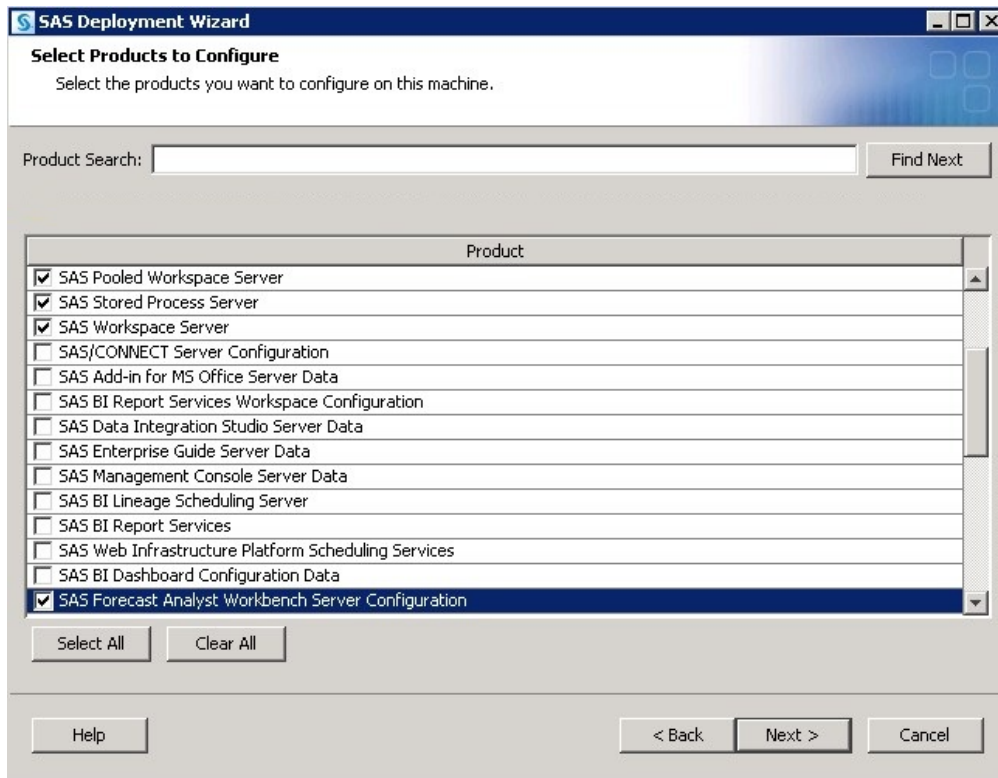 SAS Deployment Wizard
Select Products to Configure
Select the products you want to configure on this machine.
Product Search:
Find Next
Product
SAS Pooled Workspace Server
SAS Stored Process Server
SAS Workspace Server
SAS/CONNECT Server Configuration
SAS Add-in for MS Office Server Data
SAS BI Report Services Workspace Configuration
SAS Data Integration Studio Server Data
SAS Enterprise Guide Server Data
SAS Management Console Server Data
SAS BI Lineage Scheduling Server
SAS BI Report Services
SAS Web Infrastructure Platform Scheduling Services
SAS BI Dashboard Configuration Data
SAS Forecast Analyst Workbench Server Configuration
Select All Clear All
Help < Back Next > Cancel